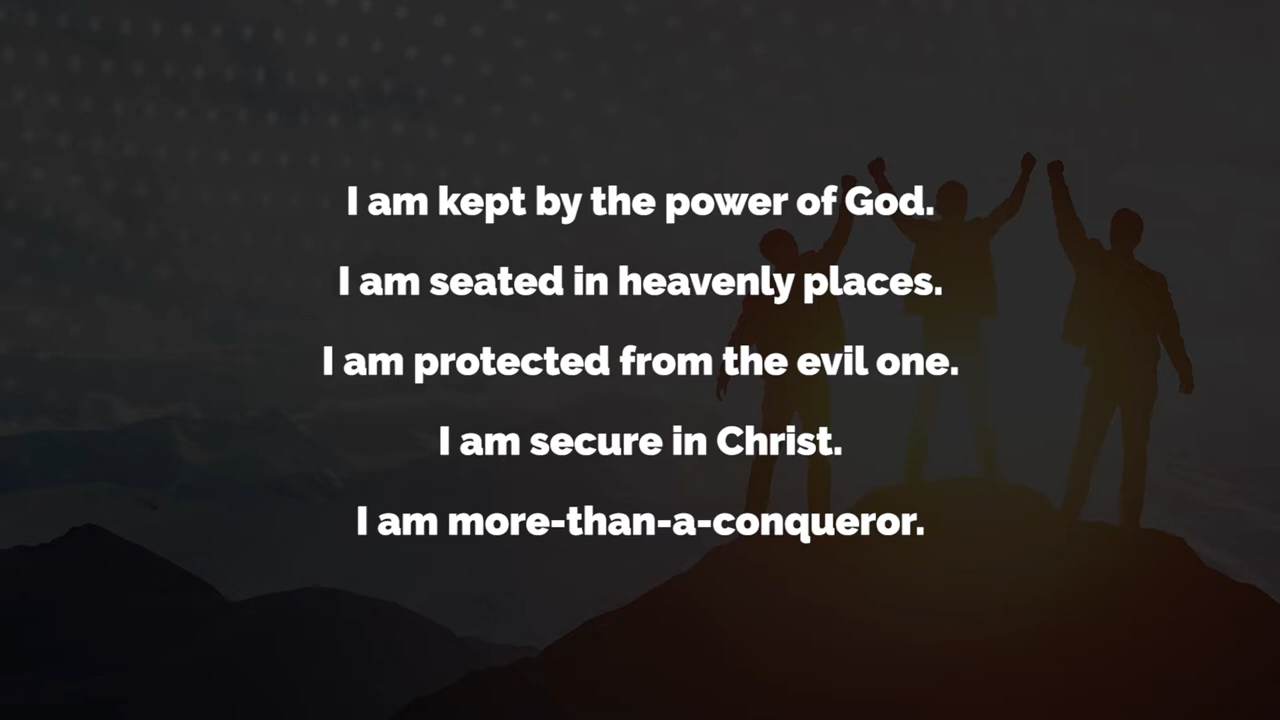 I am kept by the power of God.
I am seated in heavenly places.
I am protected from the evil one.
I am secure in Christ.
I am more-than-a-conqueror.